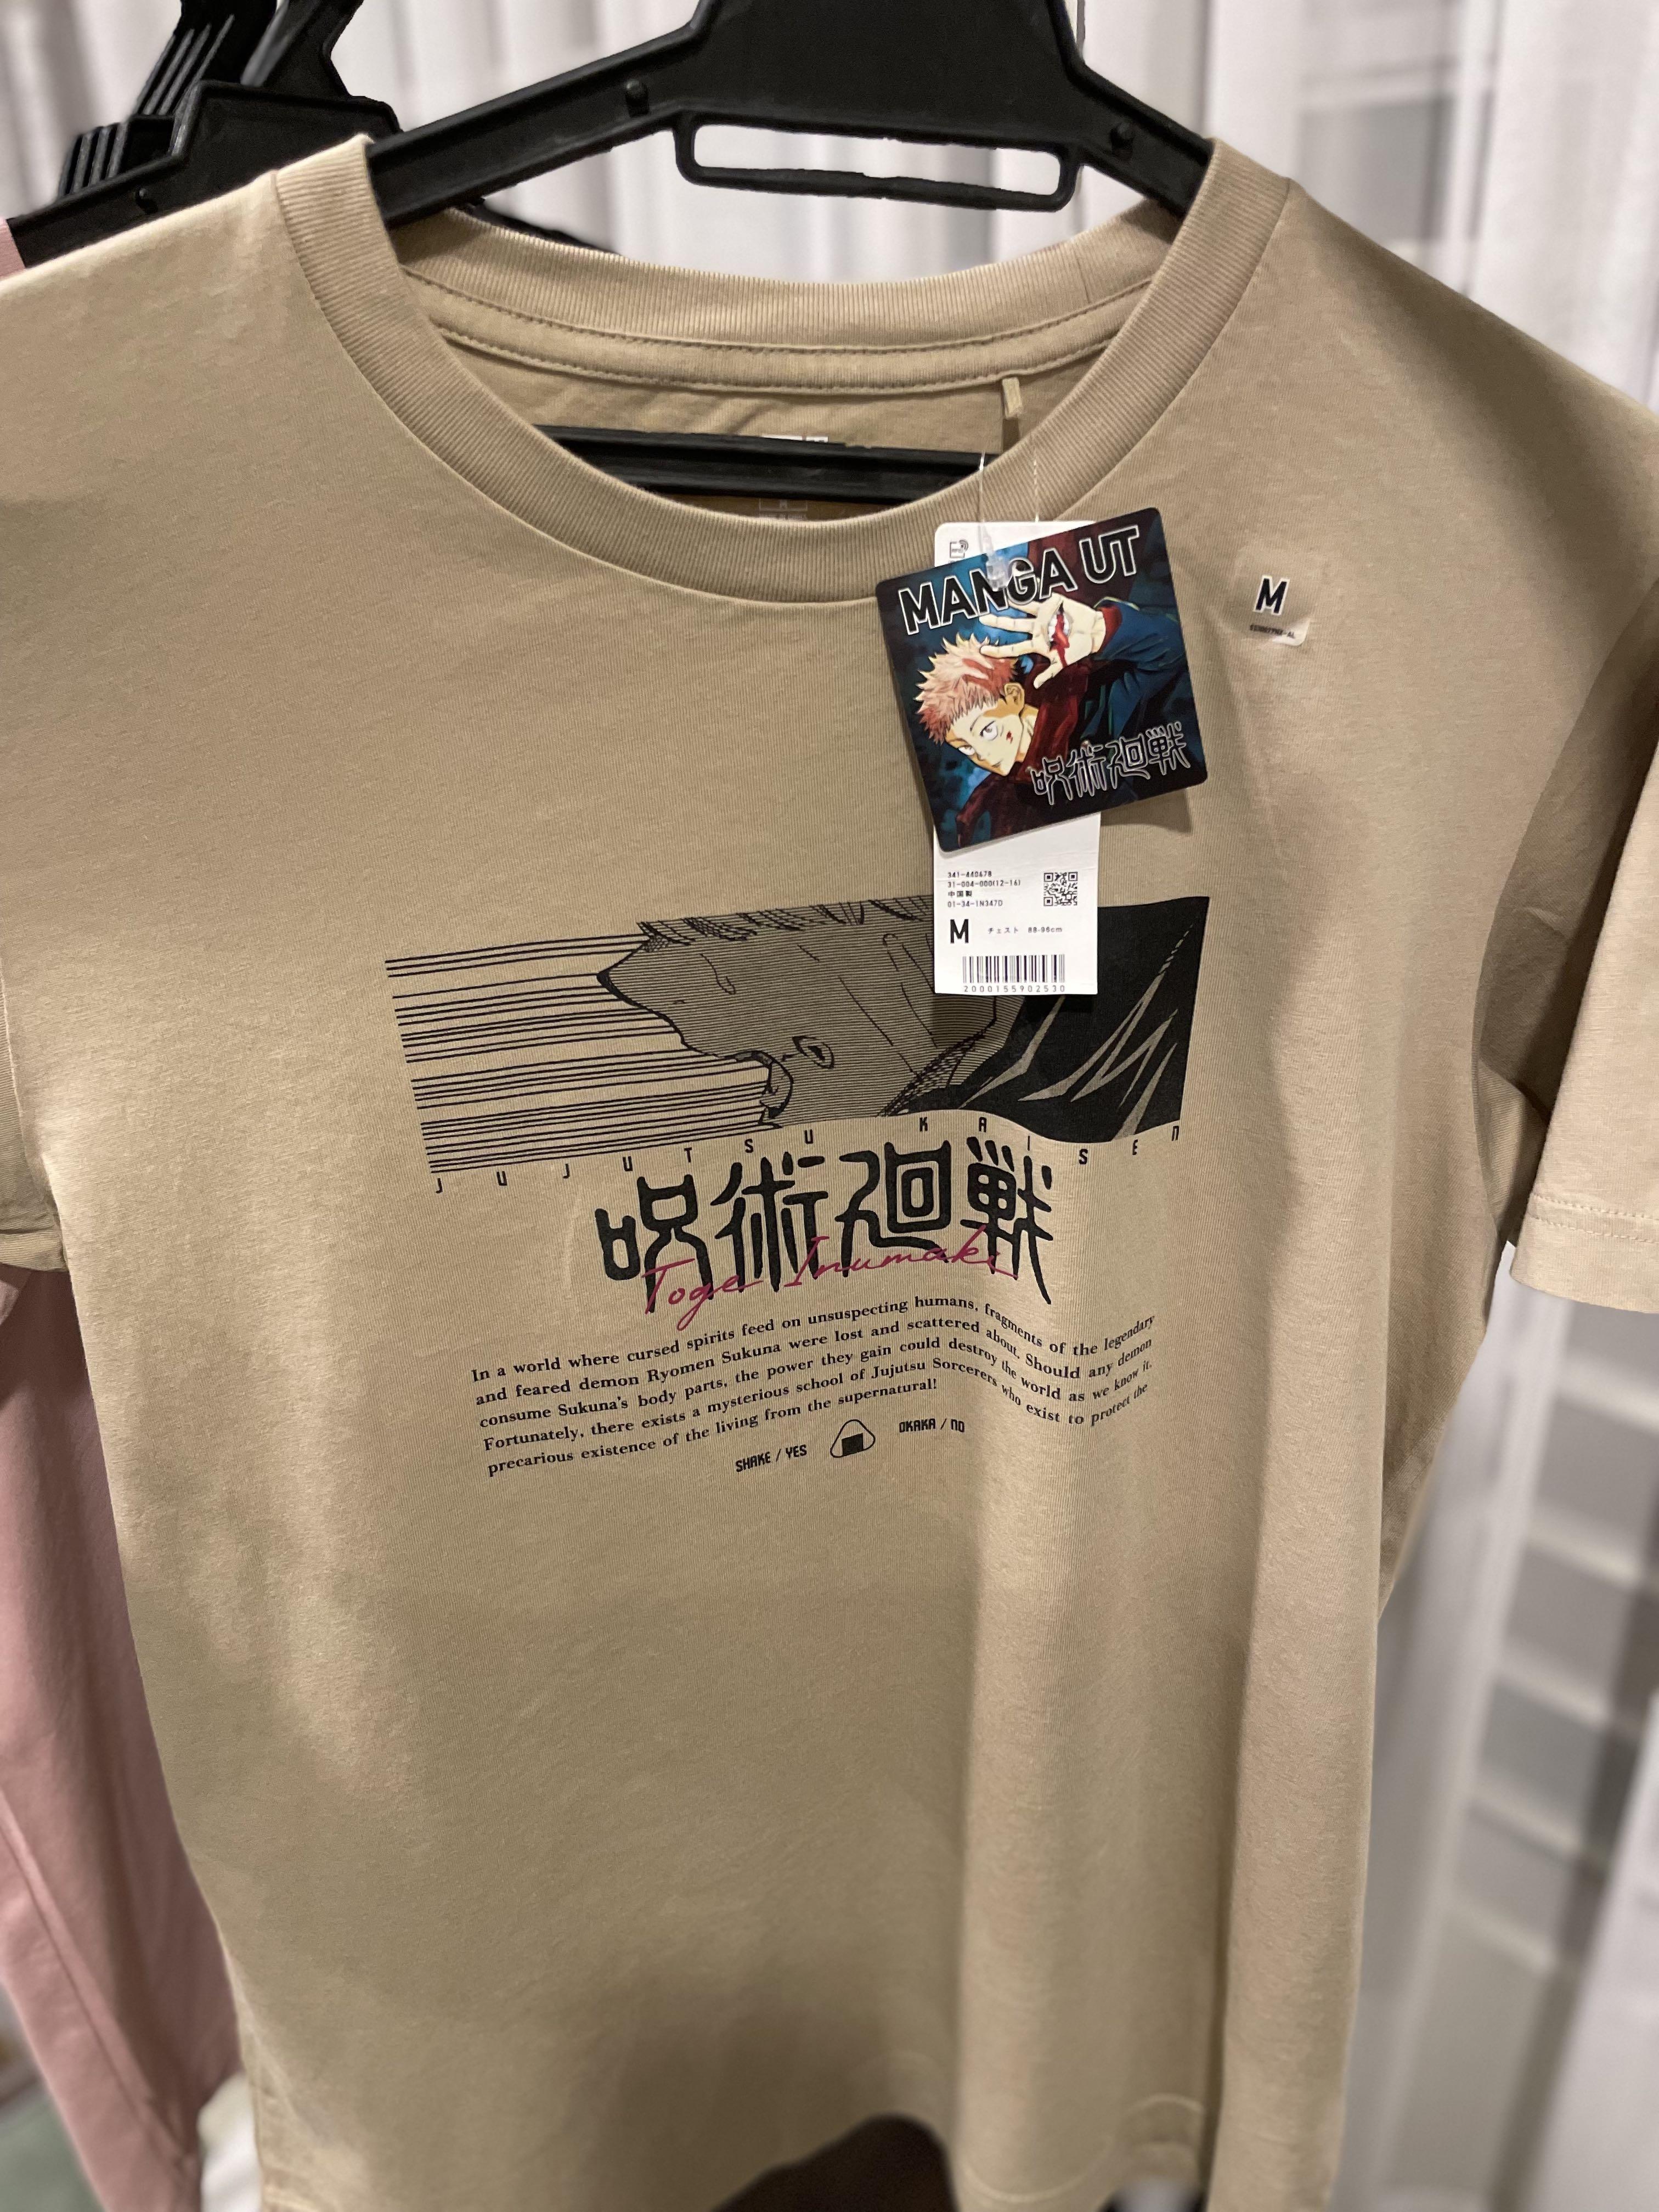 MANGA UT
呪術廻戦
M
341-440678
31-004-000(12-16)
中国製
01-34-1N347D
M チェスト 88-96cm
2000155902530
JUJUTSU KAISEN
呪術廻戦
Toge Inumaki
In a world where cursed spirits feed on unsuspecting humans, fragments of the legendary
and feared demon Ryomen Sukuna were lost and scattered about. Should any demon
consume Sukuna's body parts, the power they gain could destroy the world as we know it.
Fortunately, there exists a mysterious school of Jujutsu Sorcerers who exist to protect the
precarious existence of the living from the supernatural!
SHAKE / YES
OKAKA / NO